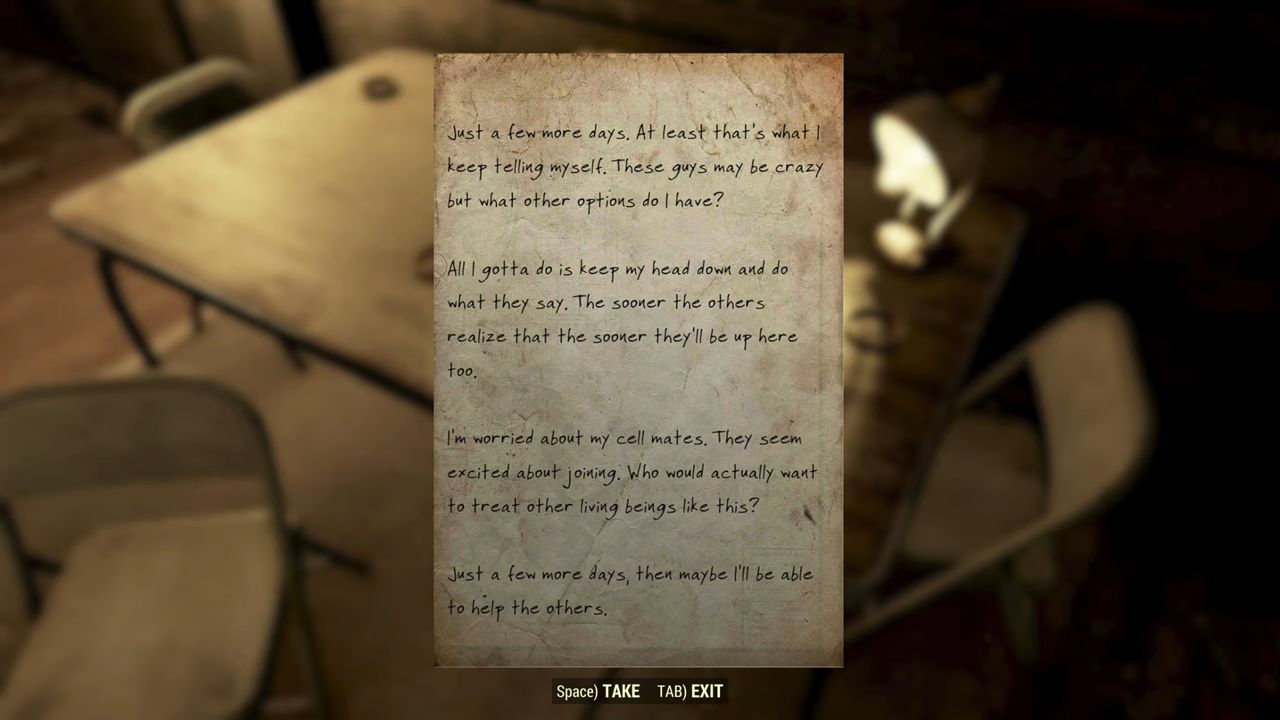 Just a few more days. At least that's what I
keep telling myself. These guys may be crazy
but what other options do I have?
All I gotta do is keep my head down and do
what they say. The sooner the others
realize that the sooner they'll be up here
too.
I'm worried about my cell mates. They seem
excited about joining. Who would actually want
to treat other living beings like this?
Just a few more days, then maybe I'll be able
to help the others.
Space) TAKE TAB) EXIT